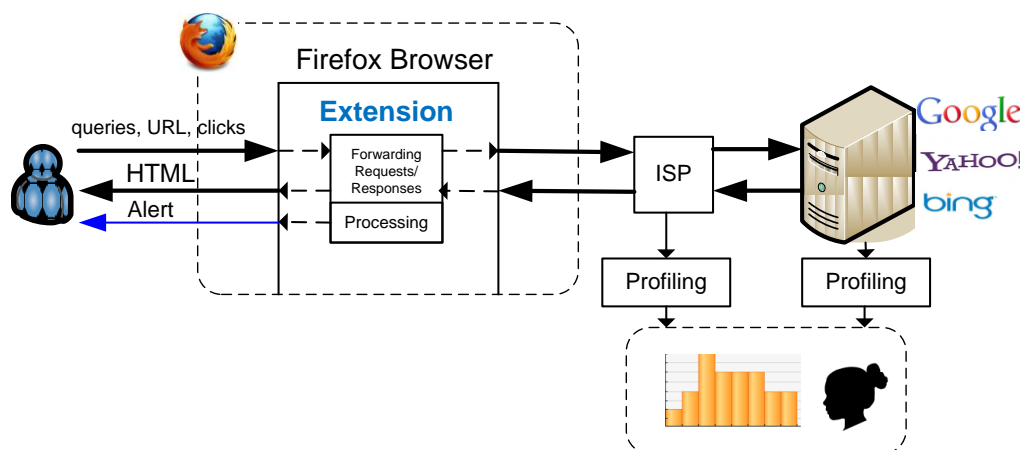 Firefox Browser
Extension
queries, URL, clicks
HTML
Alert
Forwarding
Requests/
Responses
Processing
ISP
Google
YAHOO!
bing
Profiling
Profiling